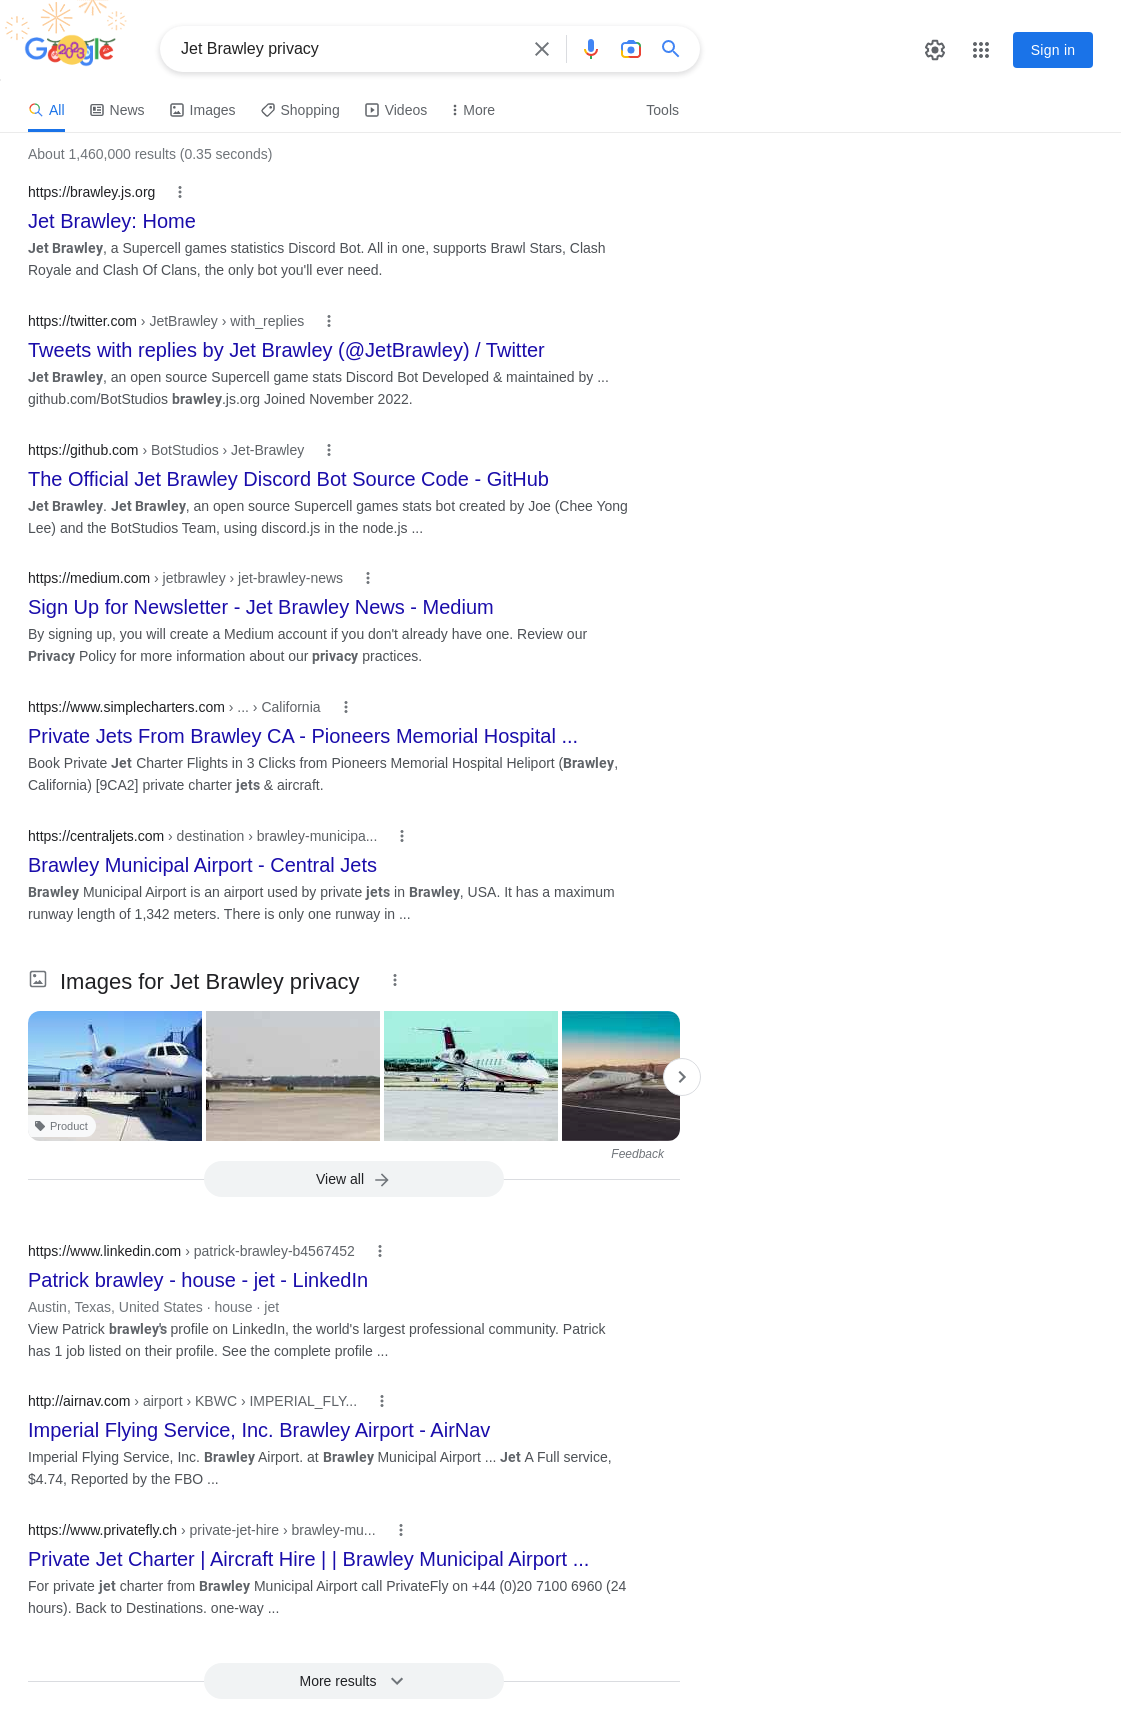 Google
2023
Jet Brawley privacy
Sign in
All
News
Images
Shopping
Videos
More
Tools
About 1,460,000 results (0.35 seconds)
https://brawley.js.org
Jet Brawley: Home
Jet Brawley, a Supercell games statistics Discord Bot. All in one, supports Brawl Stars, Clash
Royale and Clash Of Clans, the only bot you'll ever need.
https://twitter.com › JetBrawley › with_replies
Tweets with replies by Jet Brawley (@JetBrawley) / Twitter
Jet Brawley, an open source Supercell game stats Discord Bot Developed & maintained by ...
github.com/BotStudios brawley.js.org Joined November 2022.
https://github.com › BotStudios › Jet-Brawley
The Official Jet Brawley Discord Bot Source Code - GitHub
Jet Brawley. Jet Brawley, an open source Supercell games stats bot created by Joe (Chee Yong
Lee) and the BotStudios Team, using discord.js in the node.js ...
https://medium.com › jetbrawley › jet-brawley-news
Sign Up for Newsletter - Jet Brawley News - Medium
By signing up, you will create a Medium account if you don't already have one. Review our
Privacy Policy for more information about our privacy practices.
https://www.simplecharters.com › ... › California
Private Jets From Brawley CA - Pioneers Memorial Hospital ...
Book Private Jet Charter Flights in 3 Clicks from Pioneers Memorial Hospital Heliport (Brawley,
California) [9CA2] private charter jets & aircraft.
https://centraljets.com › destination › brawley-municipa...
Brawley Municipal Airport - Central Jets
Brawley Municipal Airport is an airport used by private jets in Brawley, USA. It has a maximum
runway length of 1,342 meters. There is only one runway in ...
Images for Jet Brawley privacy
Product
Feedback
View all
https://www.linkedin.com › patrick-brawley-b4567452
Patrick brawley - house - jet - LinkedIn
Austin, Texas, United States · house · jet
View Patrick brawley's profile on LinkedIn, the world's largest professional community. Patrick
has 1 job listed on their profile. See the complete profile ...
http://airnav.com › airport › KBWC › IMPERIAL_FLY...
Imperial Flying Service, Inc. Brawley Airport - AirNav
Imperial Flying Service, Inc. Brawley Airport. at Brawley Municipal Airport ... Jet A Full service,
$4.74, Reported by the FBO ...
https://www.privatefly.ch › private-jet-hire › brawley-mu...
Private Jet Charter | Aircraft Hire | | Brawley Municipal Airport ...
For private jet charter from Brawley Municipal Airport call PrivateFly on +44 (0)20 7100 6960 (24
hours). Back to Destinations. one-way ...
More results